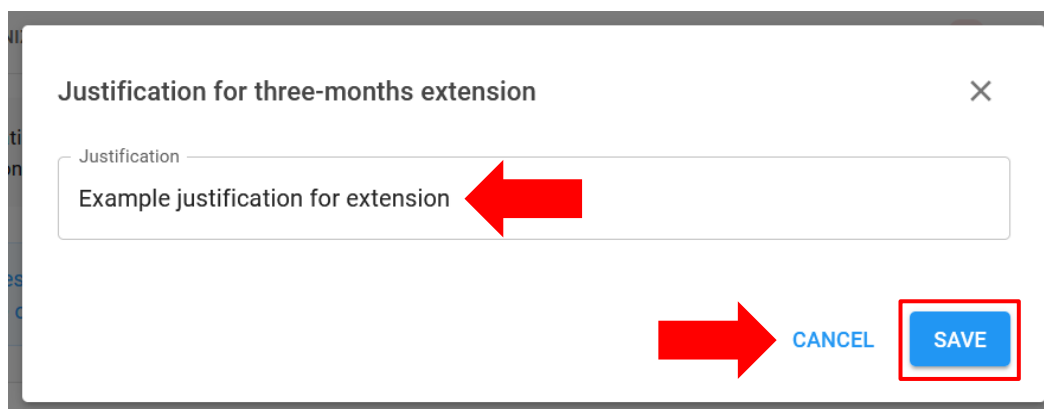 Justification for three-months extension
Justification
Example justification for extension
CANCEL
SAVE